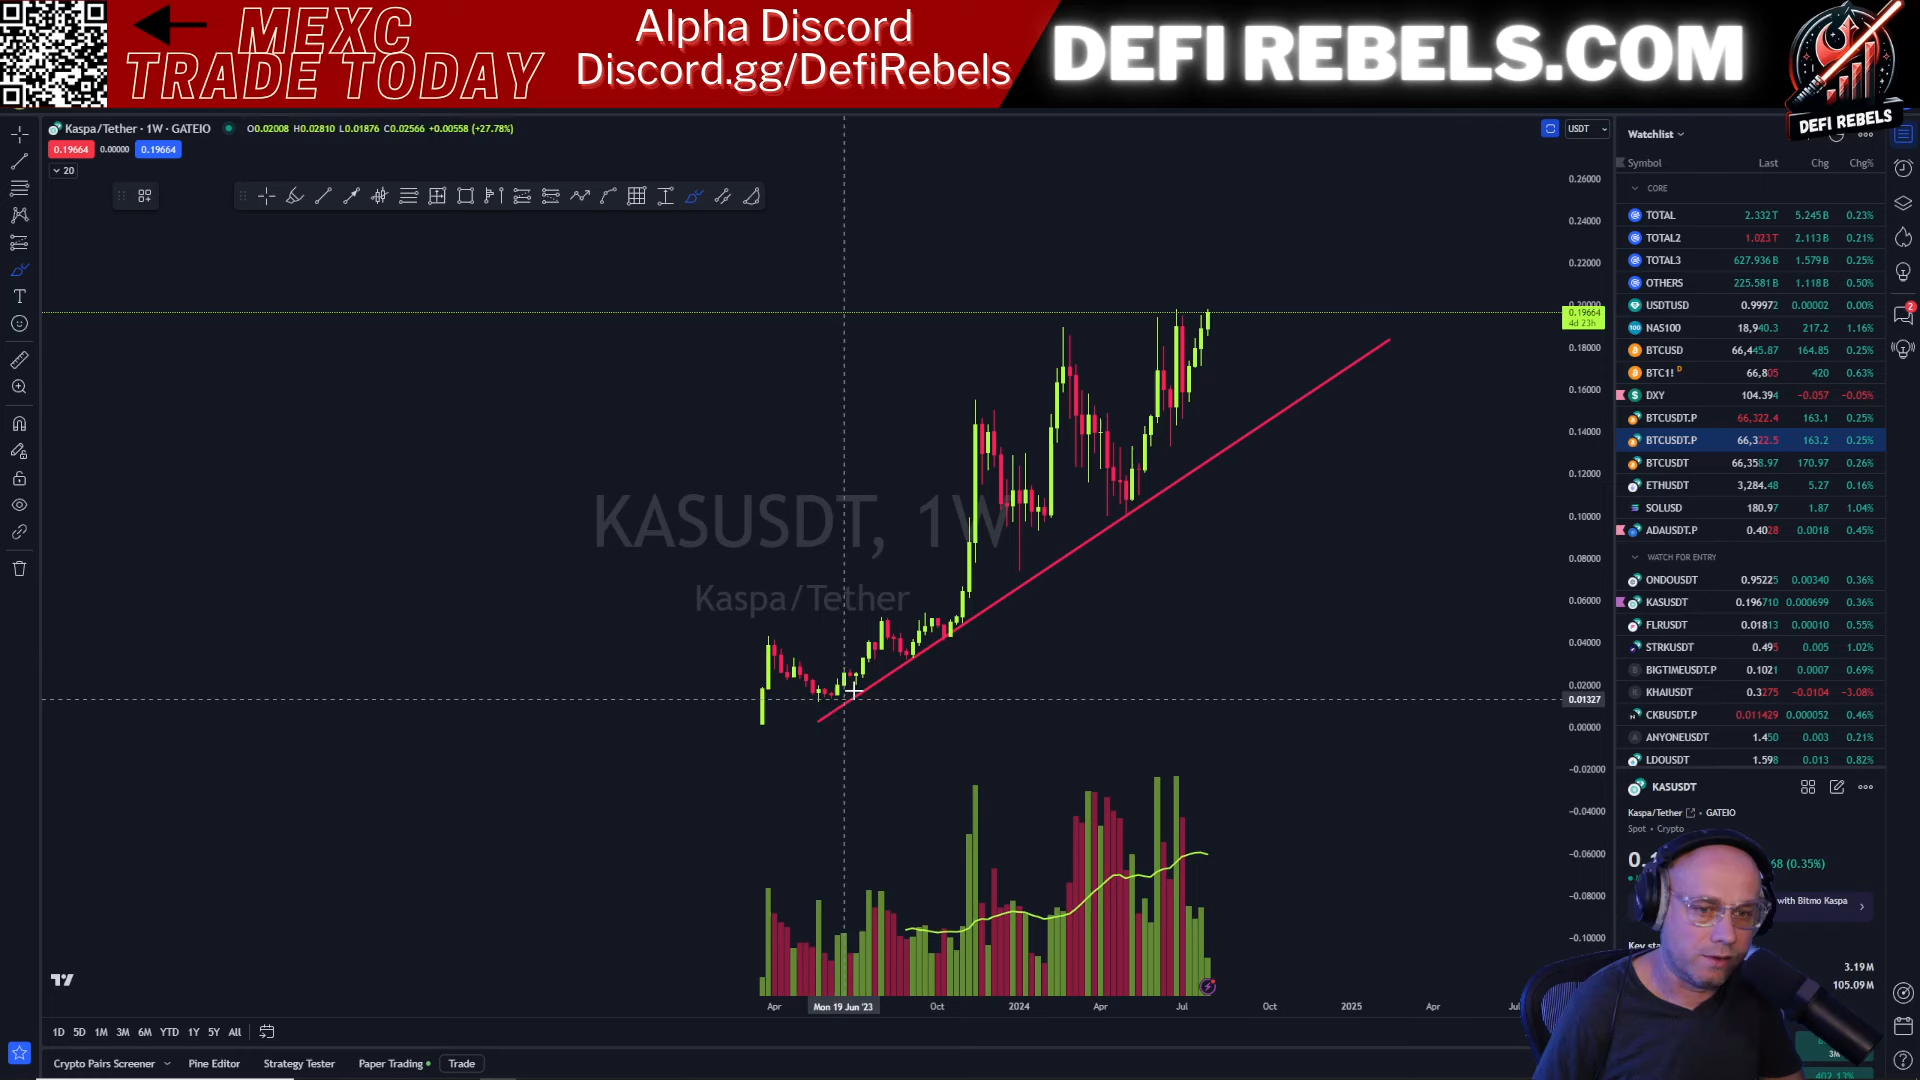 MEXC
TRADE TODAY
Alpha Discord
Discord.gg/DefiRebels
DEFI REBELS.COM
DEFI REBELS
Kaspa/Tether · 1W · GATEIO
O0.02008 H0.02810 L0.01876 C0.02566 +0.00558 (+27.78%)
USDT
0.19664 0.00000 0.19664
20
KASUSDT, 1W
Kaspa/Tether
0.26000
0.24000
0.22000
0.20000
0.19664
4d 23h
0.18000
0.16000
0.14000
0.12000
0.10000
0.08000
0.06000
0.04000
0.02000
0.01327
0.00000
−0.02000
−0.04000
−0.06000
−0.08000
−0.10000
Apr Mon 19 Jun '23 Oct 2024 Apr Jul Oct 2025 Apr
1D 5D 1M 3M 6M YTD 1Y 5Y All
Crypto Pairs Screener Pine Editor Strategy Tester Paper Trading Trade
Watchlist
Symbol Last Chg Chg%
CORE
TOTAL 2.332T 5.245B 0.23%
TOTAL2 1.023T 2.113B 0.21%
TOTAL3 627.936B 1.579B 0.25%
OTHERS 225.581B 1.118B 0.50%
USDTUSD 0.99972 0.00002 0.00%
NAS100 18,940.3 217.2 1.16%
BTCUSD 66,445.87 164.85 0.25%
BTC1! D 66,805 420 0.63%
DXY 104.394 −0.057 −0.05%
BTCUSDT.P 66,322.4 163.1 0.25%
BTCUSDT.P 66,322.5 163.2 0.25%
BTCUSDT 66,358.97 170.97 0.26%
ETHUSDT 3,284.48 5.27 0.16%
SOLUSD 180.97 1.87 1.04%
ADAUSDT.P 0.4028 0.0018 0.45%
WATCH FOR ENTRY
ONDOUSDT 0.95225 0.00340 0.36%
KASUSDT 0.196710 0.000699 0.36%
FLRUSDT 0.01813 0.00010 0.55%
STRKUSDT 0.495 0.005 1.02%
BIGTIMEUSDT.P 0.1021 0.0007 0.69%
KHAIUSDT 0.3275 −0.0104 −3.08%
CKBUSDT.P 0.011429 0.000052 0.46%
ANYONEUSDT 1.450 0.003 0.21%
LDOUSDT 1.598 0.013 0.82%
KASUSDT
Kaspa/Tether · GATEIO
Spot · Crypto
68 (0.35%)
with Bitmo Kaspa
3.19M
105.09M
3M
402.13%
2